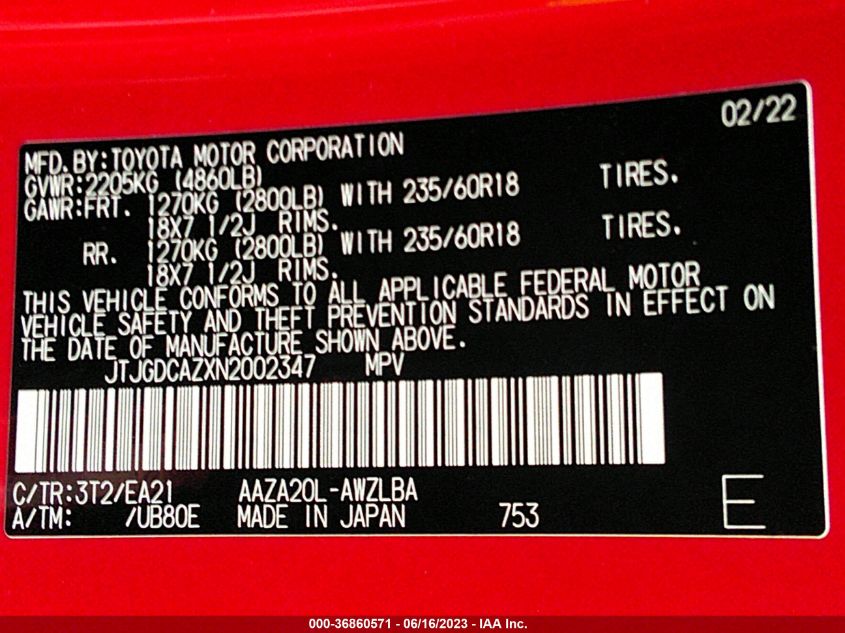 02/22
MFD.BY:TOYOTA MOTOR CORPORATION
GVWR:2205KG (4860LB)
GAWR:FRT. 1270KG (2800LB) WITH 235/60R18 TIRES.
18X7 1/2J RIMS.
RR. 1270KG (2800LB) WITH 235/60R18 TIRES.
18X7 1/2J RIMS.
THIS VEHICLE CONFORMS TO ALL APPLICABLE FEDERAL MOTOR
VEHICLE SAFETY AND THEFT PREVENTION STANDARDS IN EFFECT ON
THE DATE OF MANUFACTURE SHOWN ABOVE.
JTJGDCAZXN2002347 MPV
C/TR:3T2/EA21 AAZA20L-AWZLBA
A/TM: /UB80E MADE IN JAPAN 753 E
000-36860571 - 06/16/2023 - IAA Inc.